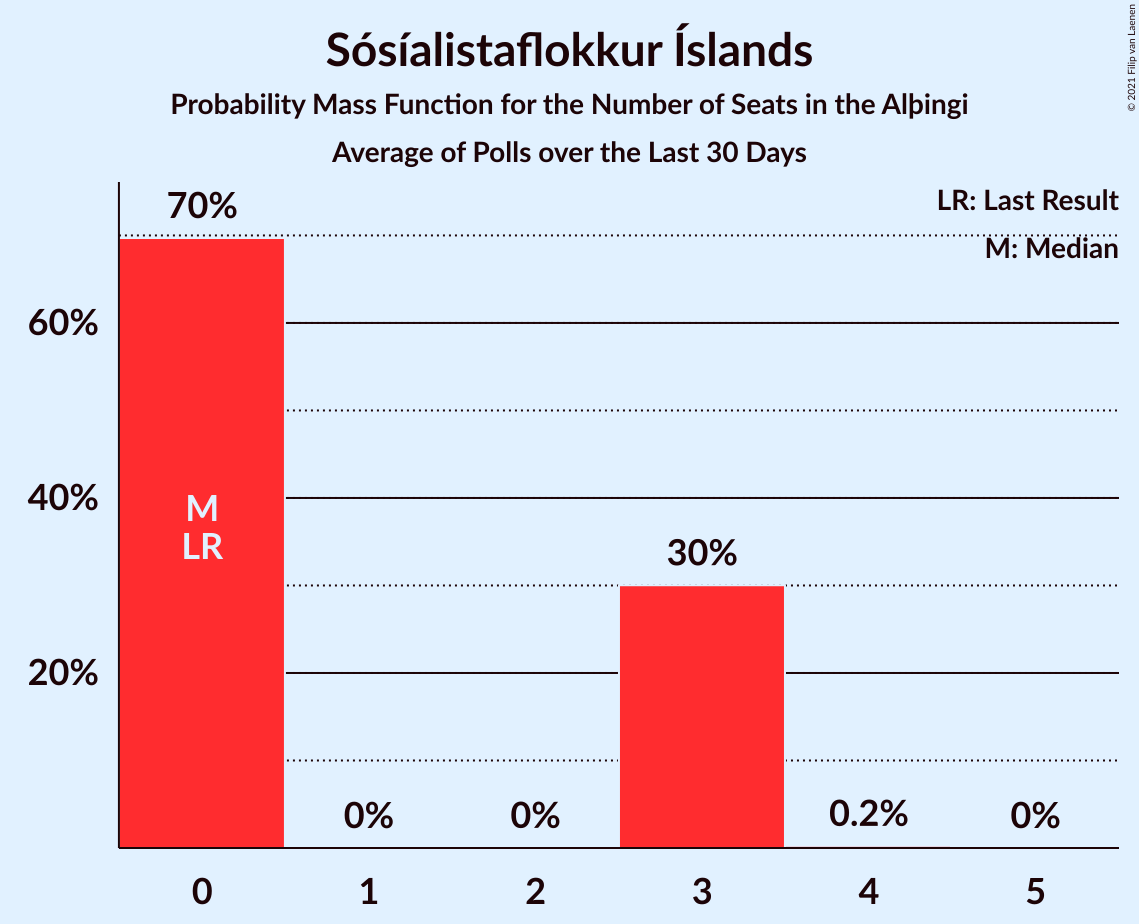 Sósíalistaflokkur Íslands
Probability Mass Function for the Number of Seats in the Alþingi
Average of Polls over the Last 30 Days
© 2021 Filip van Laenen
LR: Last Result
M: Median
70%
60%
40%
20%
M
LR
0%
0%
30%
0.2%
0%
0 1 2 3 4 5